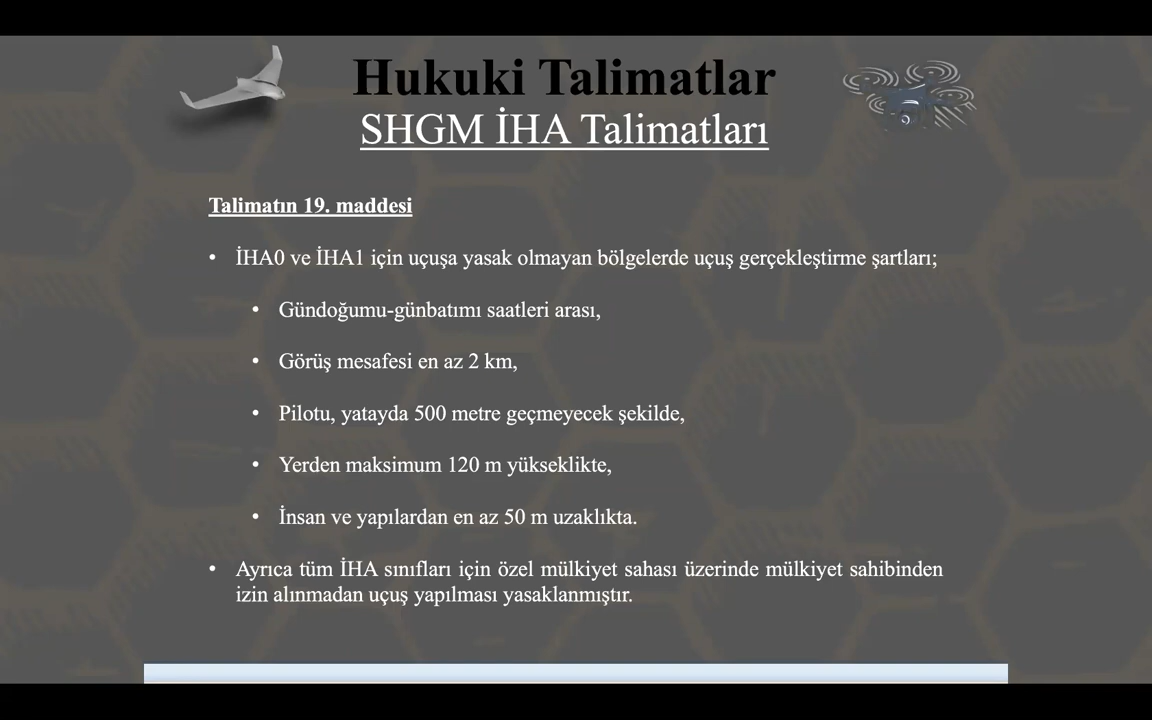 Hukuki Talimatlar
SHGM İHA Talimatları
Talimatın 19. maddesi
• İHA0 ve İHA1 için uçuşa yasak olmayan bölgelerde uçuş gerçekleştirme şartları;
• Gündoğumu-günbatımı saatleri arası,
• Görüş mesafesi en az 2 km,
• Pilotu, yatayda 500 metre geçmeyecek şekilde,
• Yerden maksimum 120 m yükseklikte,
• İnsan ve yapılardan en az 50 m uzaklıkta.
• Ayrıca tüm İHA sınıfları için özel mülkiyet sahası üzerinde mülkiyet sahibinden
izin alınmadan uçuş yapılması yasaklanmıştır.